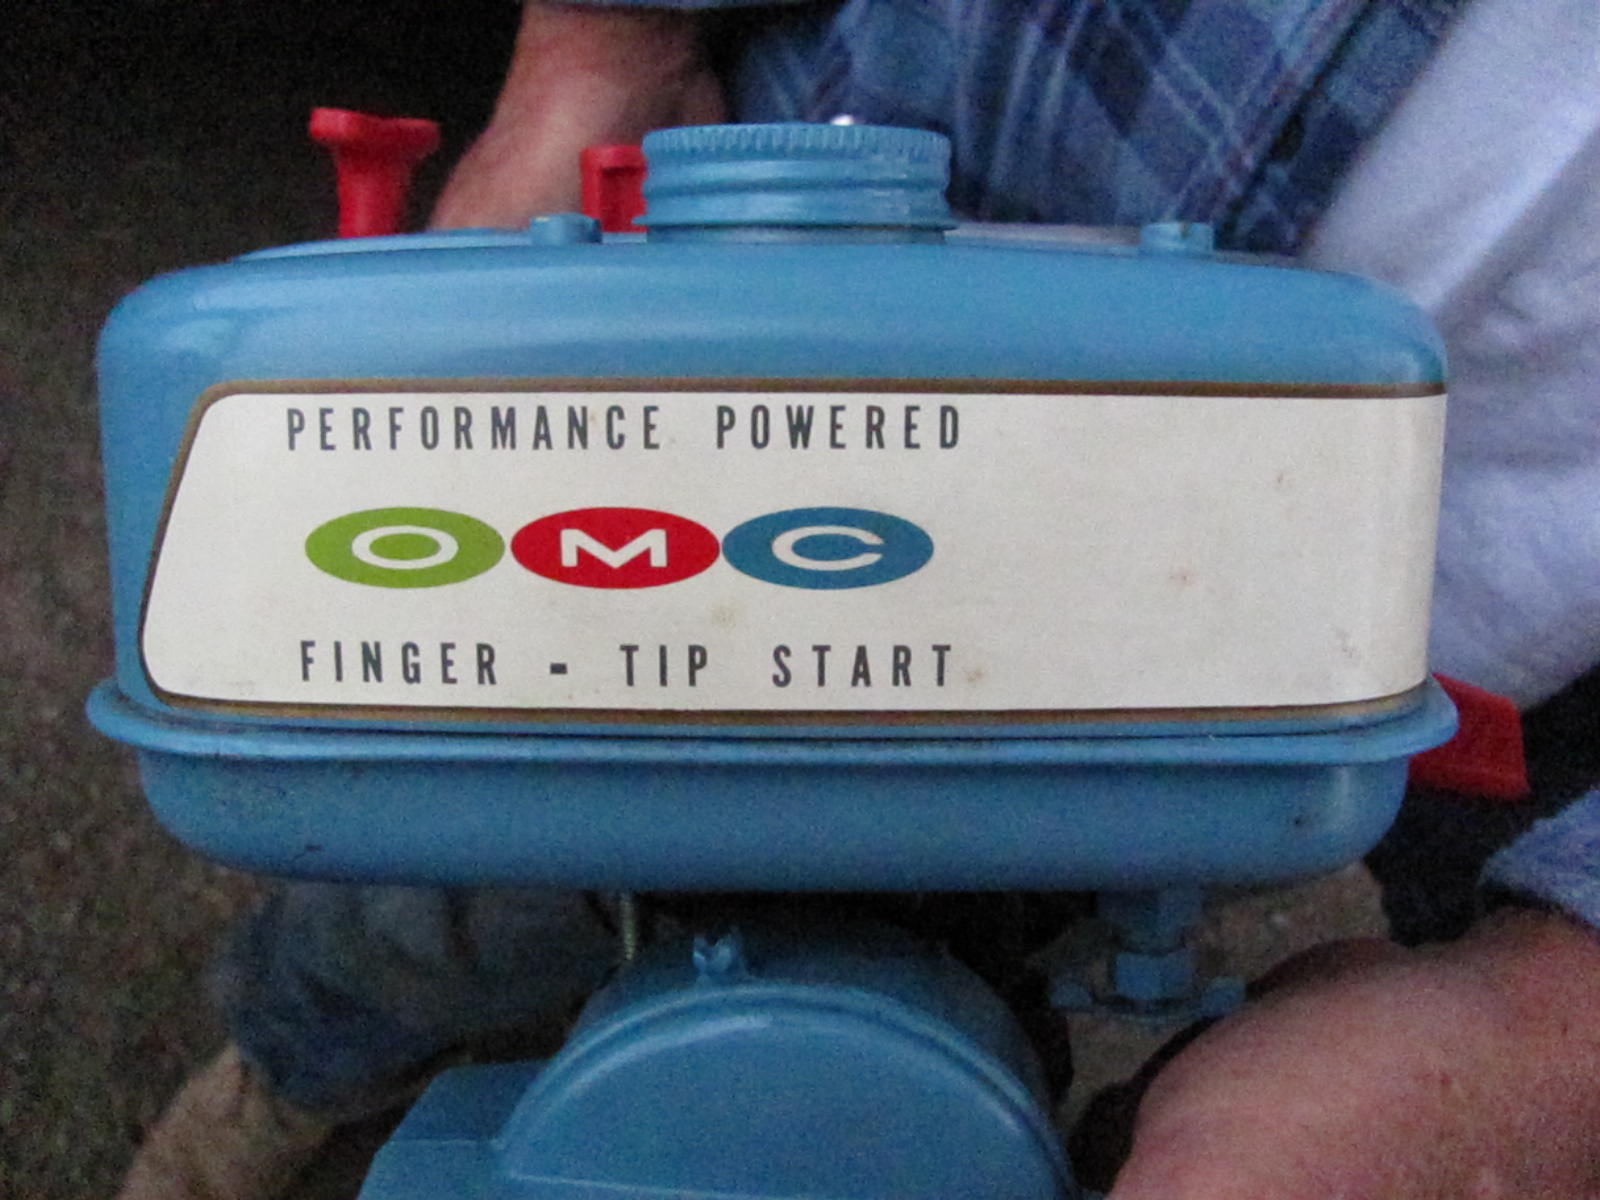 PERFORMANCE POWERED
OMC
FINGER - TIP START